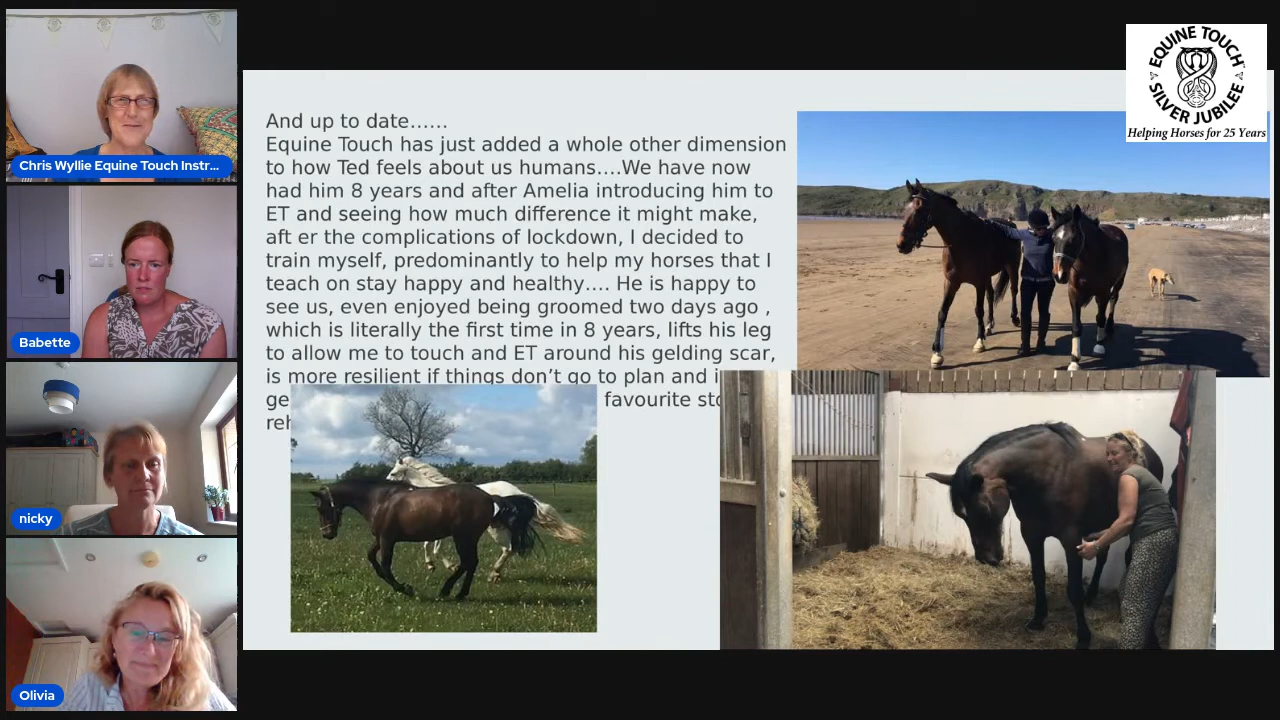 Chris Wyllie Equine Touch Instr...
Babette
nicky
Olivia
And up to date……
Equine Touch has just added a whole other dimension
to how Ted feels about us humans….We have now
had him 8 years and after Amelia introducing him to
ET and seeing how much difference it might make,
aft er the complications of lockdown, I decided to
train myself, predominantly to help my horses that I
teach on stay happy and healthy…. He is happy to
see us, even enjoyed being groomed two days ago ,
which is literally the first time in 8 years, lifts his leg
to allow me to touch and ET around his gelding scar,
is more resilient if things don’t go to plan and
favourite
EQUINE TOUCH
SILVER JUBILEE
Helping Horses for 25 Years